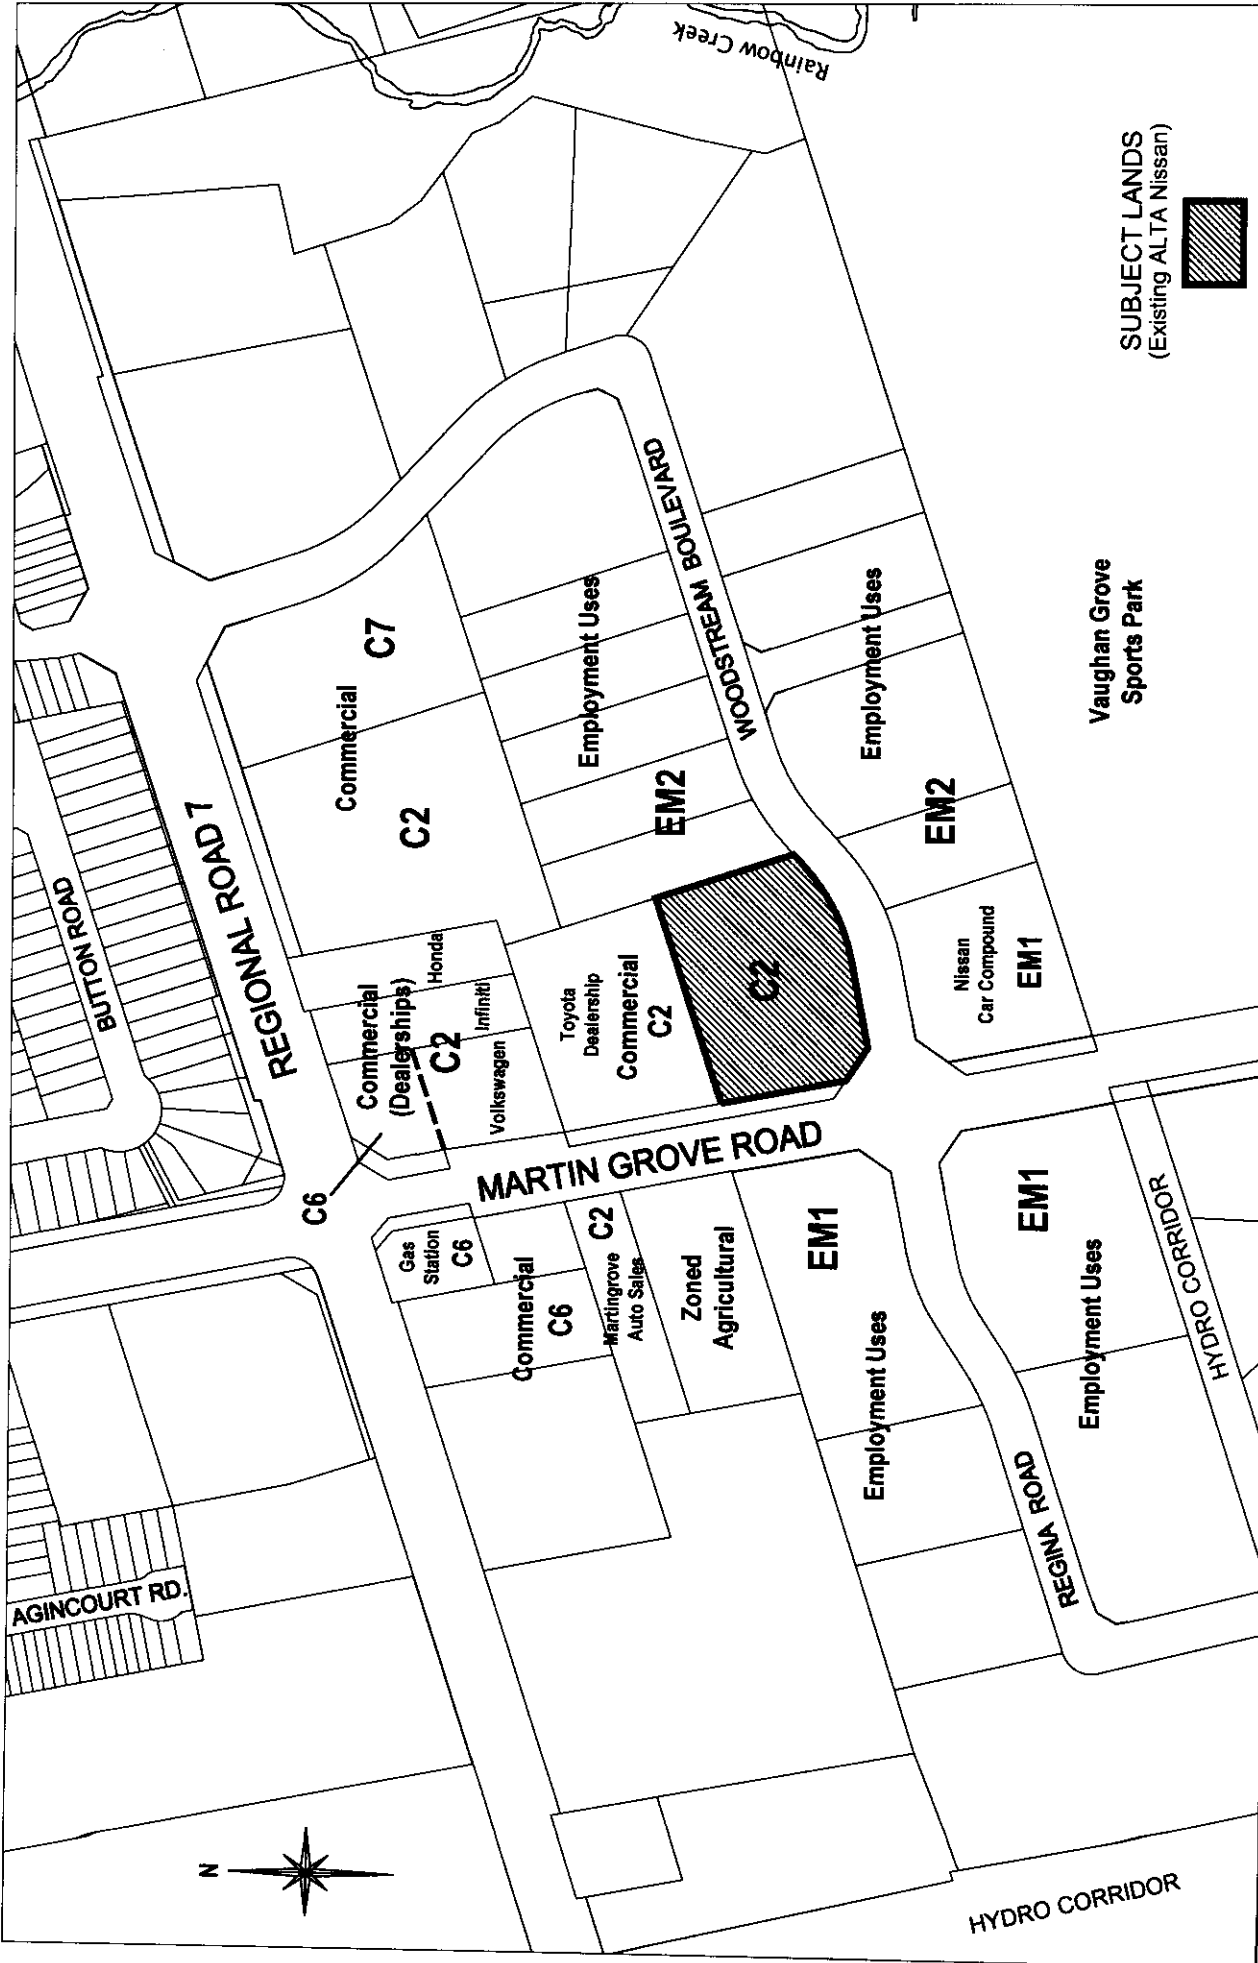 AGINCOURT RD.
BUTTON ROAD
REGIONAL ROAD 7
Rainbow Creek
N
C6
Commercial
(Dealerships)
C2
Honda
Infiniti
Volkswagen
Commercial
C7
C2
Gas
Station
C6
Commercial
C6
C2
Martingrove
Auto Sales
Zoned
Agricultural
MARTIN GROVE ROAD
Toyota
Dealership
Commercial
C2
C2
Employment Uses
EM2
WOODSTREAM BOULEVARD
Employment Uses
EM2
Nissan
Car Compound
EM1
EM1
Employment Uses
REGINA ROAD
EM1
Employment Uses
HYDRO CORRIDOR
HYDRO CORRIDOR
Vaughan Grove
Sports Park
SUBJECT LANDS
(Existing ALTA Nissan)